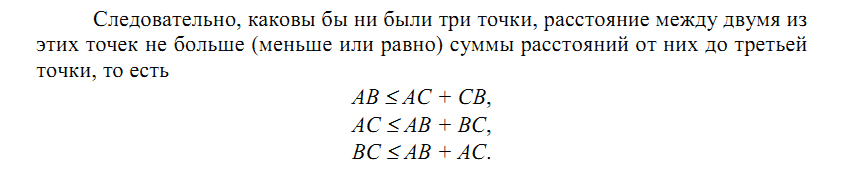 Следовательно, каковы бы ни были три точки, расстояние между двумя из
этих точек не больше (меньше или равно) суммы расстояний от них до третьей
точки, то есть
AB ≤ AC + CB,
AC ≤ AB + BC,
BC ≤ AB + AC.